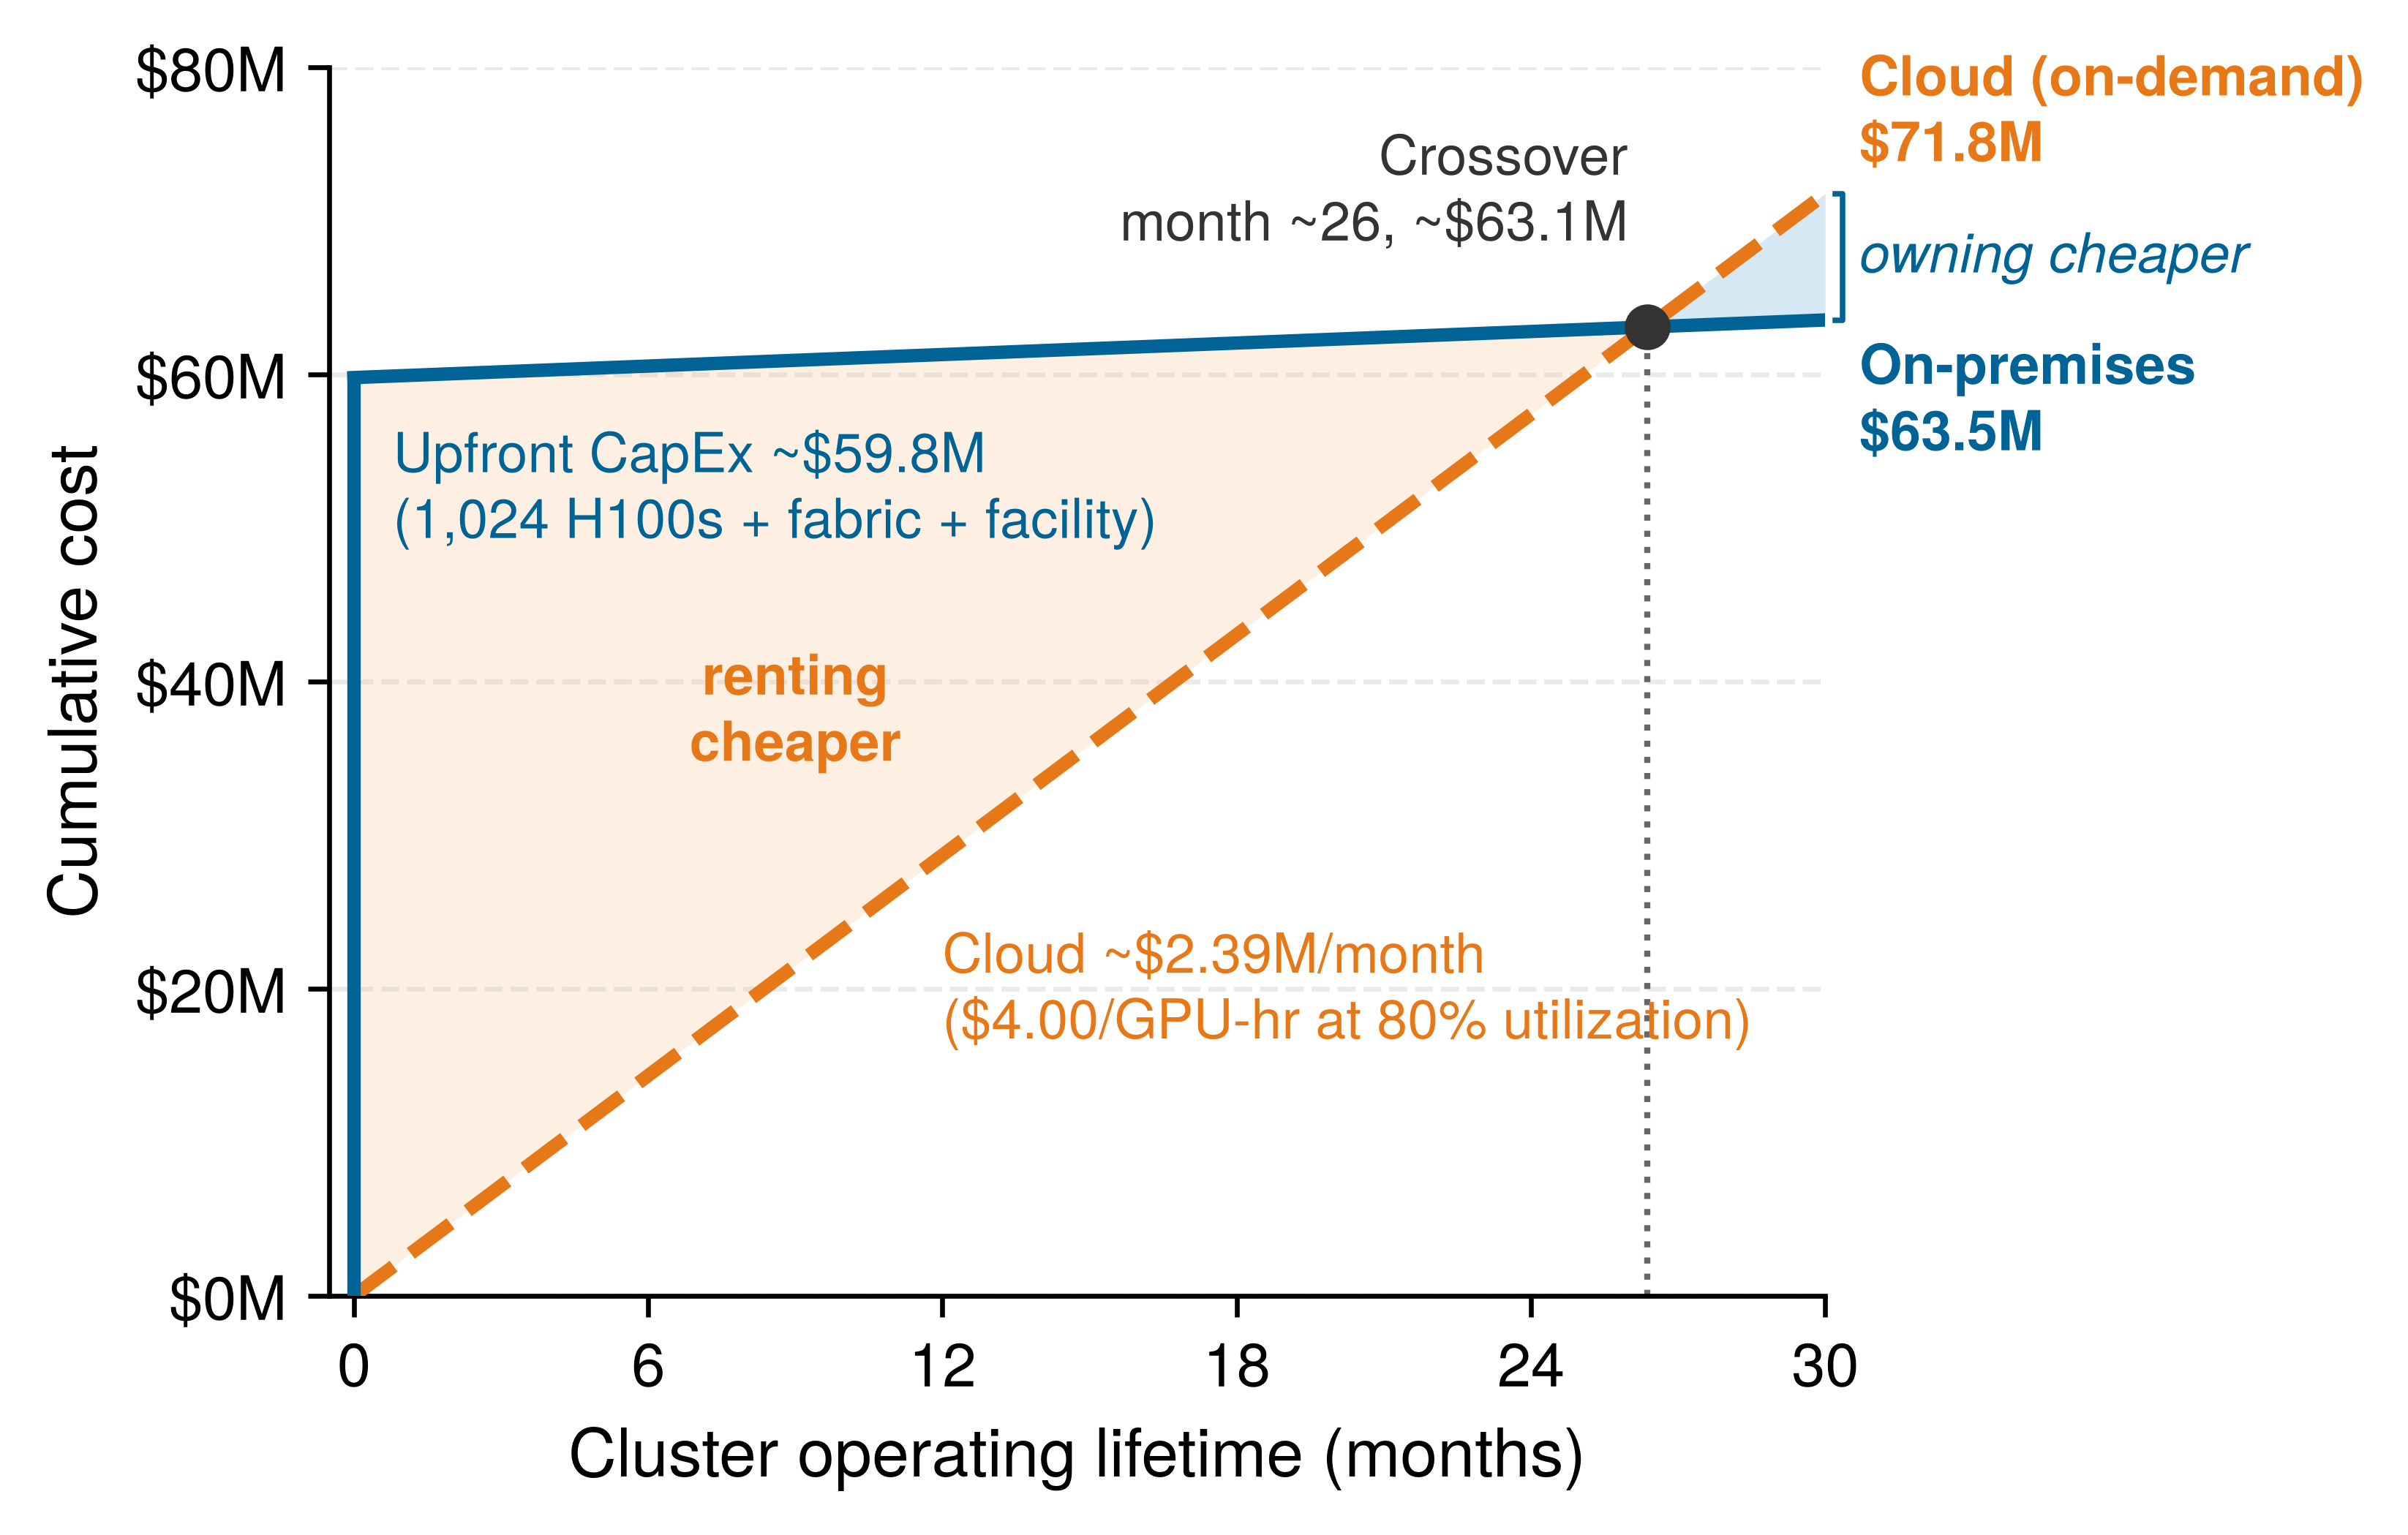 $80M
$60M
$40M
$20M
$0M
Cumulative cost
Cloud (on-demand)
$71.8M
Crossover
month ~26, ~$63.1M
owning cheaper
On-premises
$63.5M
Upfront CapEx ~$59.8M
(1,024 H100s + fabric + facility)
renting
cheaper
Cloud ~$2.39M/month
($4.00/GPU-hr at 80% utilization)
0
6
12
18
24
30
Cluster operating lifetime (months)